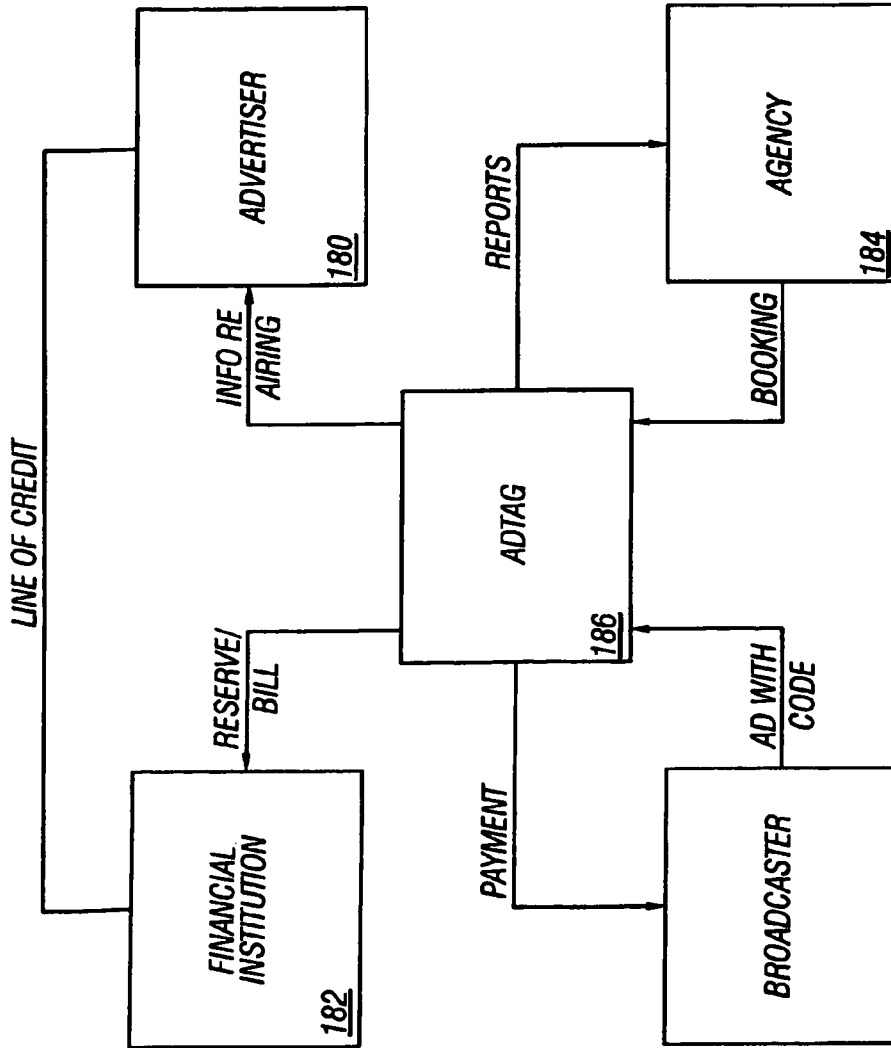 LINE OF CREDIT
FINANCIAL
INSTITUTION
182
RESERVE/
BILL
INFO RE
AIRING
ADVERTISER
180
ADTAG
186
PAYMENT
REPORTS
BROADCASTER
AD WITH
CODE
BOOKING
AGENCY
184